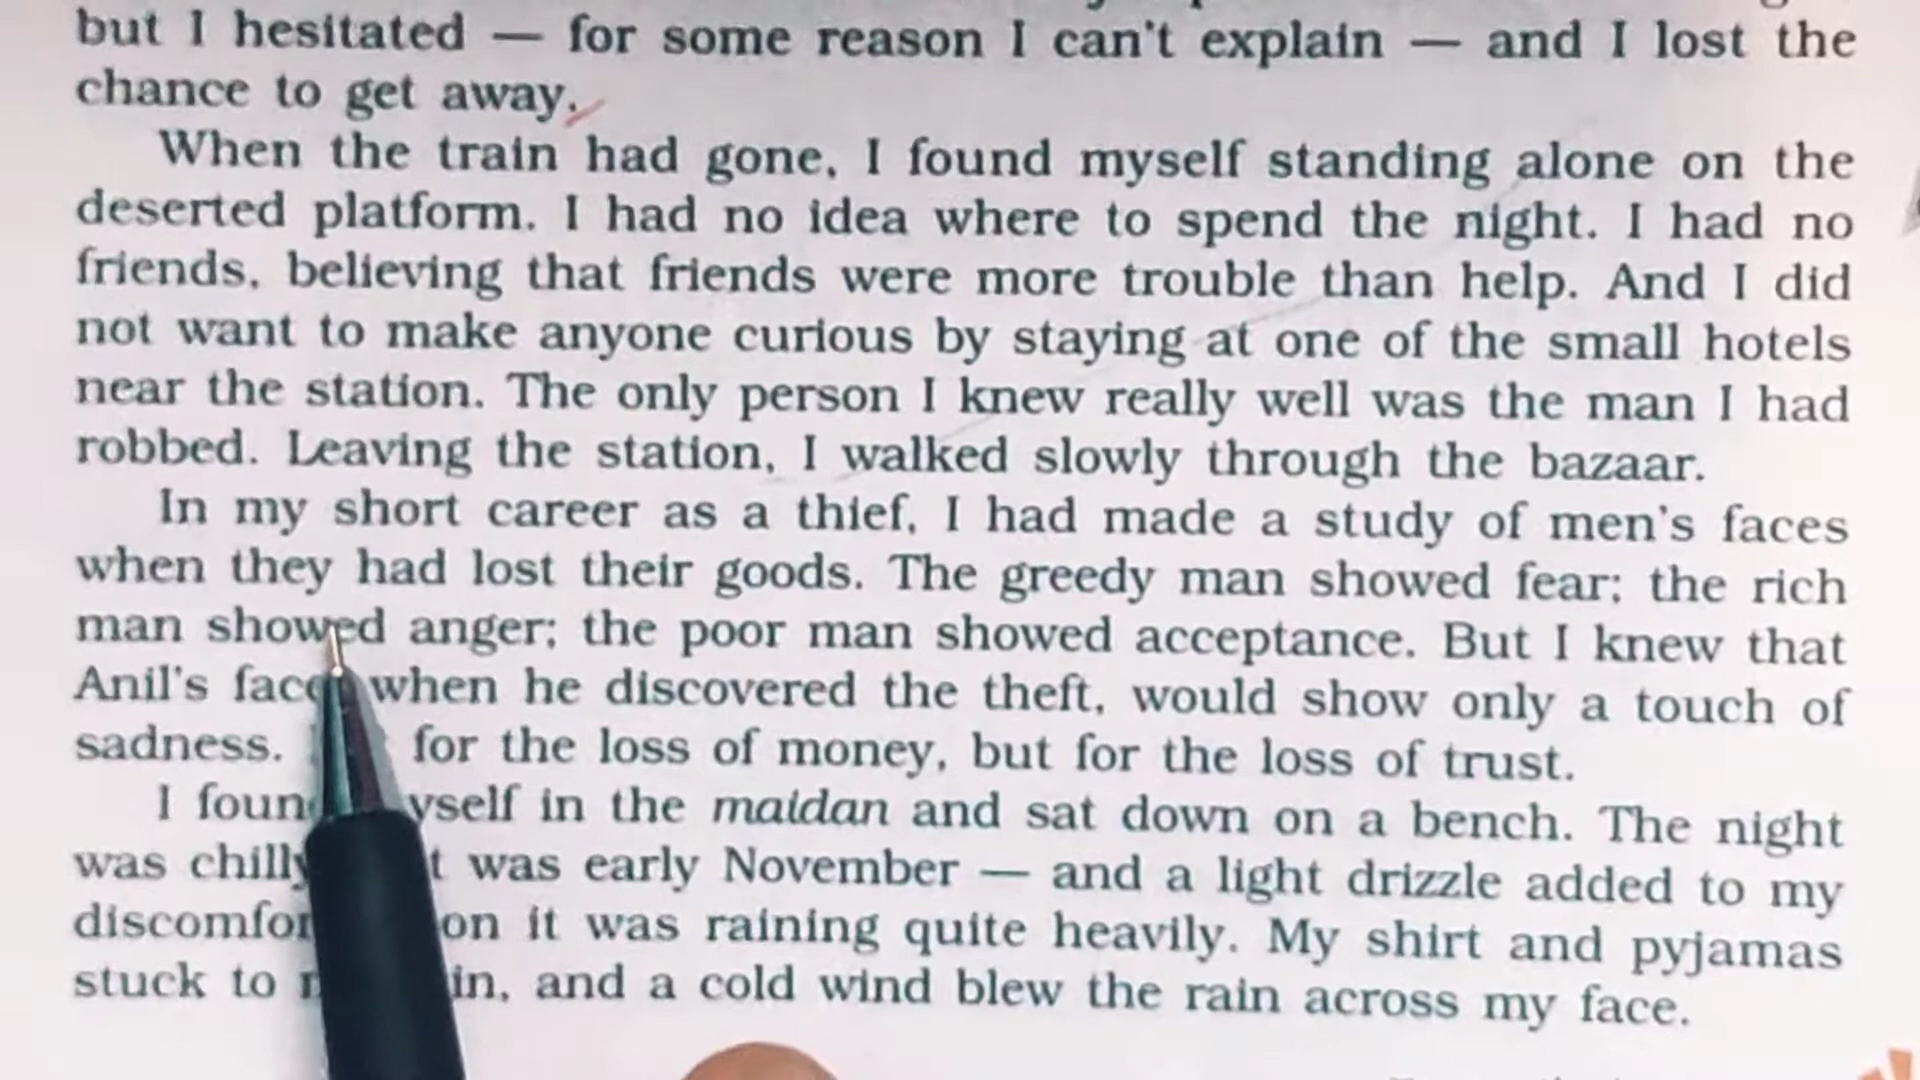 but I hesitated — for some reason I can't explain — and I lost the
chance to get away.
When the train had gone, I found myself standing alone on the
deserted platform. I had no idea where to spend the night. I had no
friends, believing that friends were more trouble than help. And I did
not want to make anyone curious by staying at one of the small hotels
near the station. The only person I knew really well was the man I had
robbed. Leaving the station, I walked slowly through the bazaar.
In my short career as a thief, I had made a study of men's faces
when they had lost their goods. The greedy man showed fear; the rich
man showed anger; the poor man showed acceptance. But I knew that
Anil's face when he discovered the theft, would show only a touch of
sadness. for the loss of money, but for the loss of trust.
I foun yself in the maidan and sat down on a bench. The night
was chilly t was early November — and a light drizzle added to my
discomfor on it was raining quite heavily. My shirt and pyjamas
stuck to in, and a cold wind blew the rain across my face.